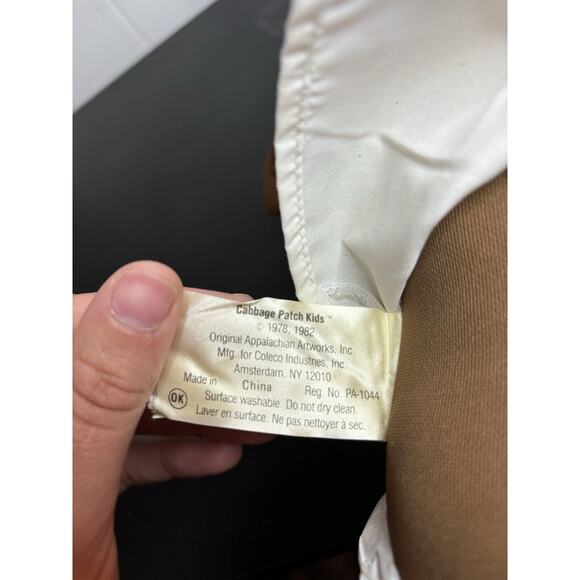 Cabbage Patch Kids™
© 1978, 1982
Original Appalachian Artworks, Inc.
Mfg. for Coleco Industries, Inc.
Amsterdam, NY 12010
Made in China Reg. No. PA-1044
OK Surface washable. Do not dry clean.
Laver en surface. Ne pas nettoyer à sec.